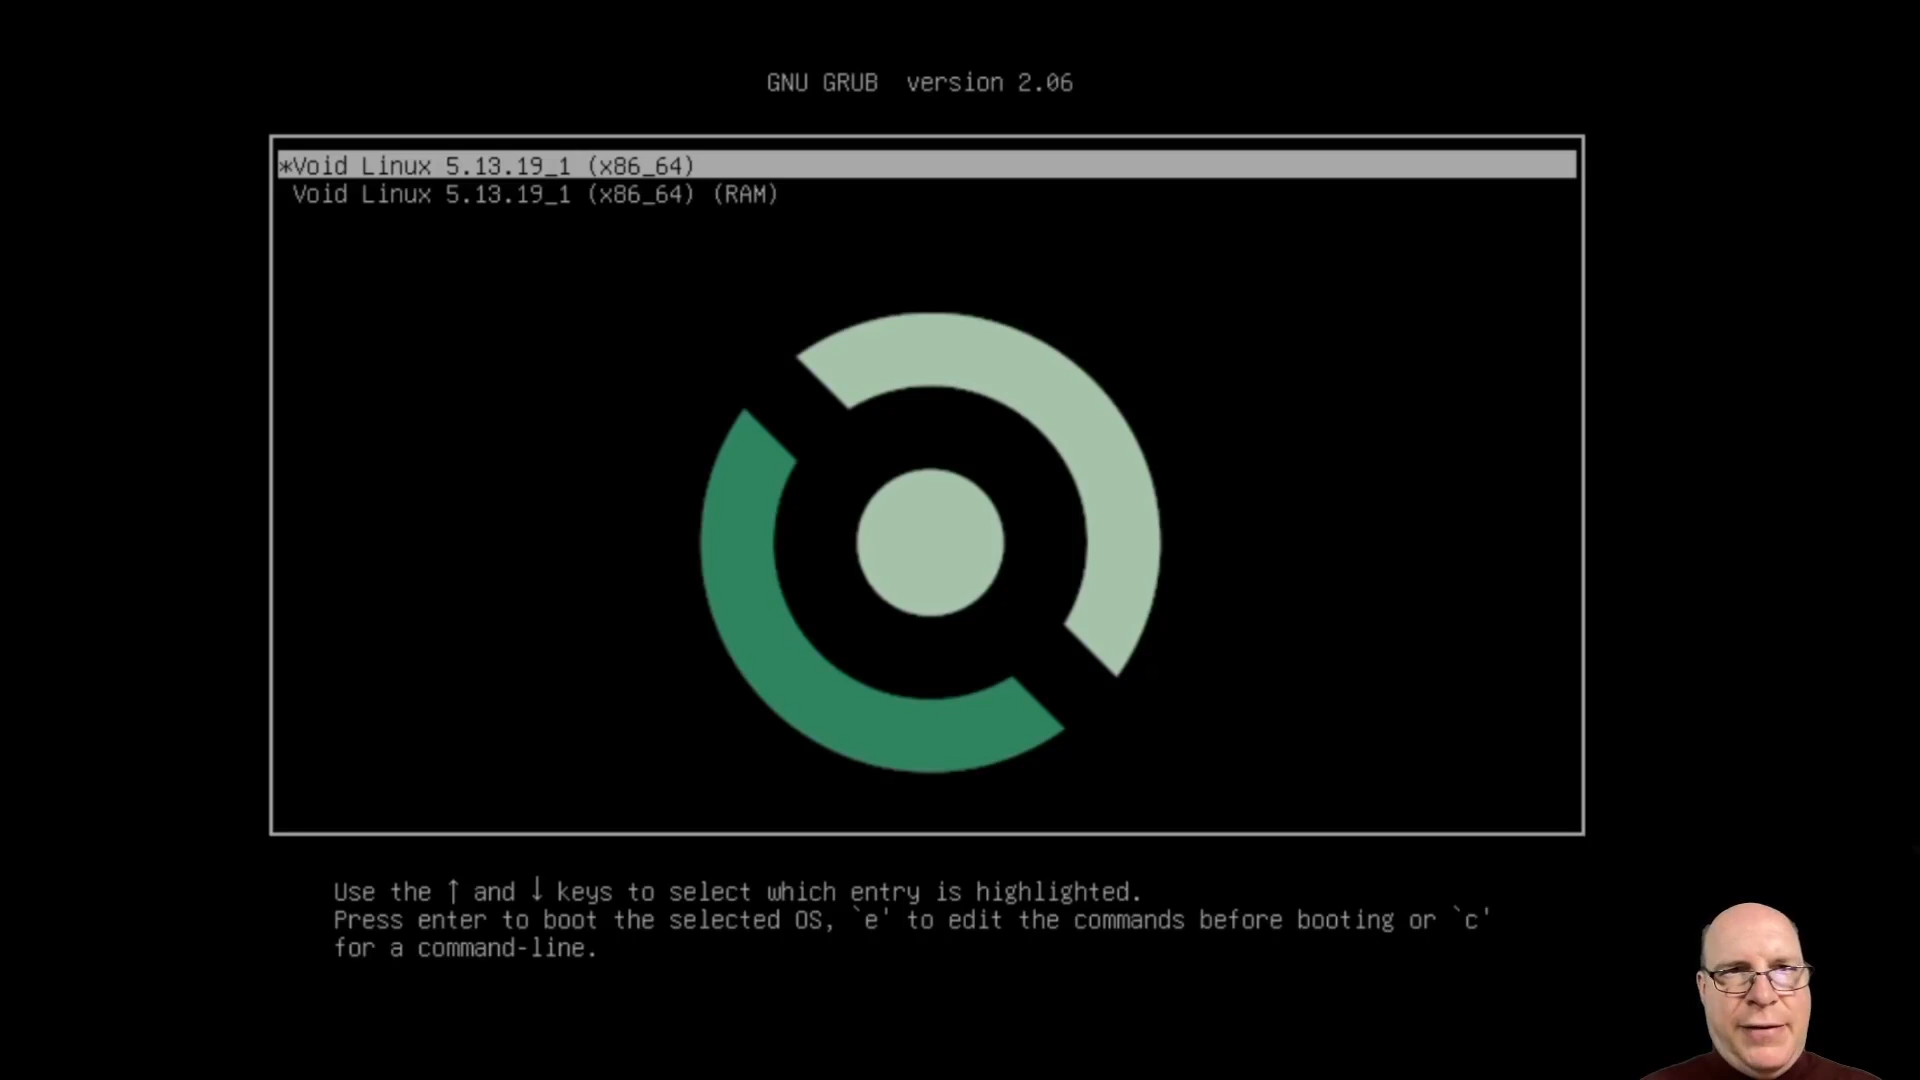 GNU GRUB  version 2.06
*Void Linux 5.13.19_1 (x86_64)
Void Linux 5.13.19_1 (x86_64) (RAM)
Use the ↑ and ↓ keys to select which entry is highlighted.
Press enter to boot the selected OS, `e' to edit the commands before booting or `c'
for a command-line.